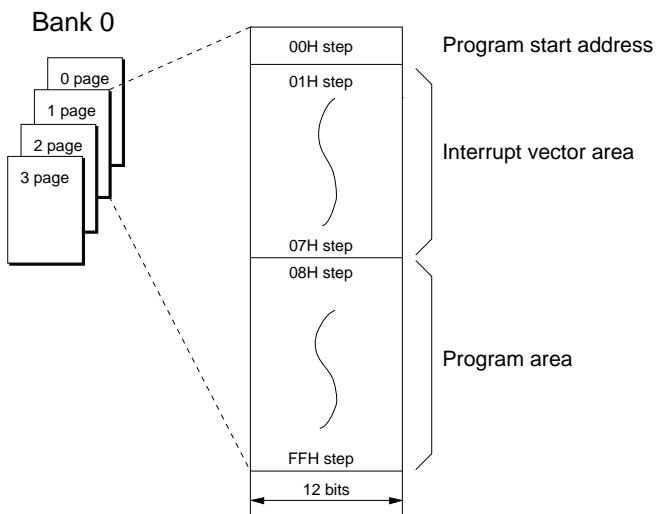 Bank 0
0 page
1 page
2 page
3 page
00H step
Program start address
01H step
Interrupt vector area
07H step
08H step
Program area
FFH step
12 bits